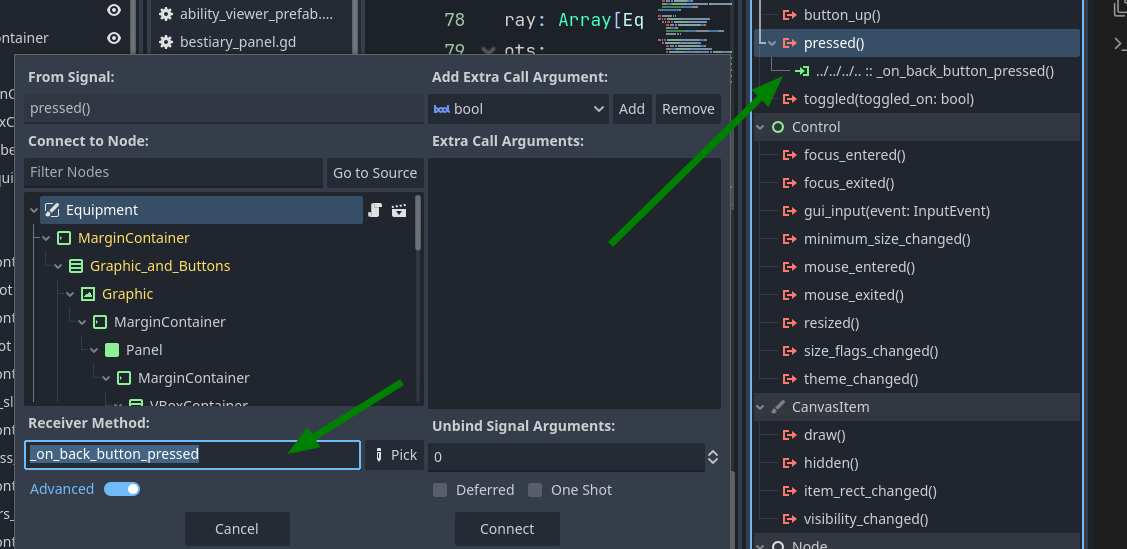 ontainer
ability_viewer_prefab....
bestiary_panel.gd
78 ray: Array[Eq
79 ots:
From Signal:
pressed()
Connect to Node:
Filter Nodes
Go to Source
Equipment
MarginContainer
Graphic_and_Buttons
Graphic
MarginContainer
Panel
MarginContainer
VBoxContainer
Receiver Method:
_on_back_button_pressed
Pick
Advanced
Cancel
Add Extra Call Argument:
bool
Add
Remove
Extra Call Arguments:
Unbind Signal Arguments:
0
Deferred
One Shot
Connect
button_up()
pressed()
../../../.. :: _on_back_button_pressed()
toggled(toggled_on: bool)
Control
focus_entered()
focus_exited()
gui_input(event: InputEvent)
minimum_size_changed()
mouse_entered()
mouse_exited()
resized()
size_flags_changed()
theme_changed()
CanvasItem
draw()
hidden()
item_rect_changed()
visibility_changed()
Node